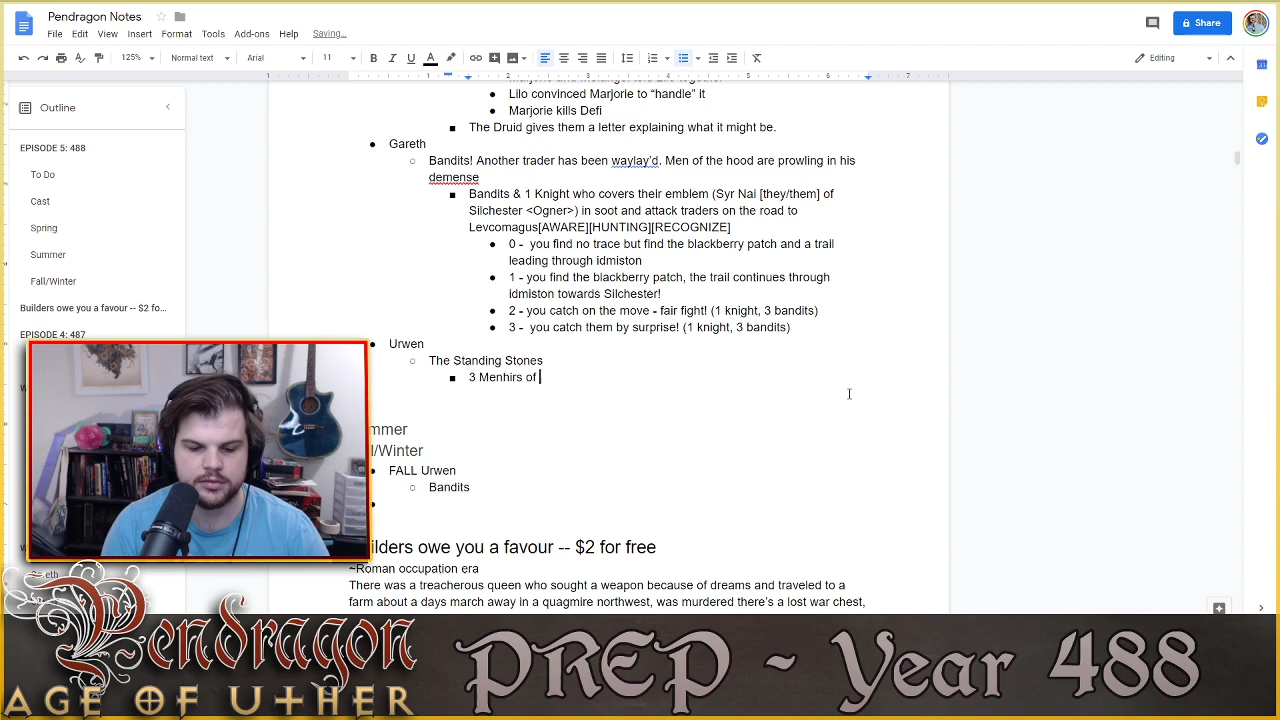 Pendragon Notes
File Edit View Insert Format Tools Add-ons Help Saving...
Share
125% Normal text Arial 11 Editing
1 1 2 3 4 5 6 7
Outline
EPISODE 5: 488
To Do
Cast
Spring
Summer
Fall/Winter
Builders owe you a favour -- $2 for fre...
EPISODE 4: 487
Lilo convinced Marjorie to “handle” it
Marjorie kills Defi
The Druid gives them a letter explaining what it might be.
Gareth
Bandits! Another trader has been waylay’d. Men of the hood are prowling in his
demense
Bandits & 1 Knight who covers their emblem (Syr Nai [they/them] of
Silchester <Ogner>) in soot and attack traders on the road to
Levcomagus[AWARE][HUNTING][RECOGNIZE]
0 - you find no trace but find the blackberry patch and a trail
leading through idmiston
1 - you find the blackberry patch, the trail continues through
idmiston towards Silchester!
2 - you catch on the move - fair fight! (1 knight, 3 bandits)
3 - you catch them by surprise! (1 knight, 3 bandits)
Urwen
The Standing Stones
3 Menhirs of
mmer
l/Winter
FALL Urwen
Bandits
ilders owe you a favour -- $2 for free
~Roman occupation era
There was a treacherous queen who sought a weapon because of dreams and traveled to a
farm about a days march away in a quagmire northwest, was murdered there’s a lost war chest,
Pendragon
AGE OF UTHER
PREP ~ Year 488